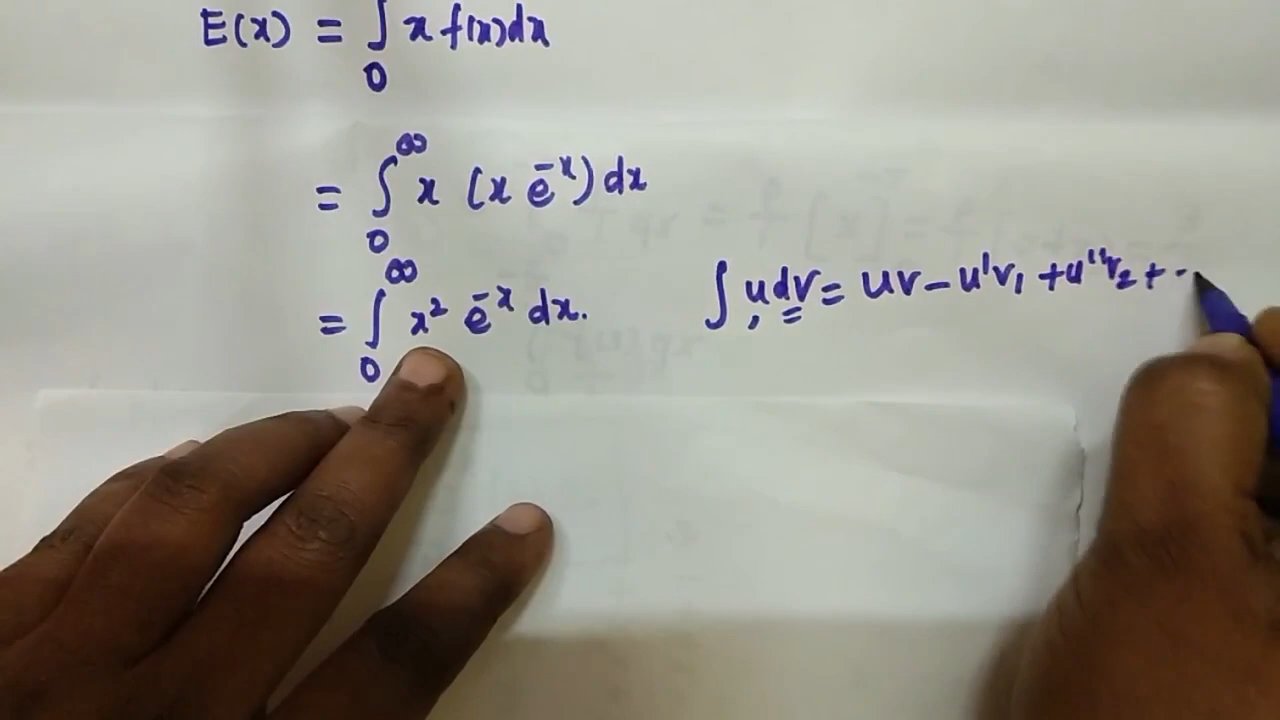 E(x) = ∫₀ x f(x)dx
= ∫₀^∞ x (x e^-x) dx
= ∫₀^∞ x² e^-x dx.
∫ u dv = uv - u'v₁ + u''v₂ + ..